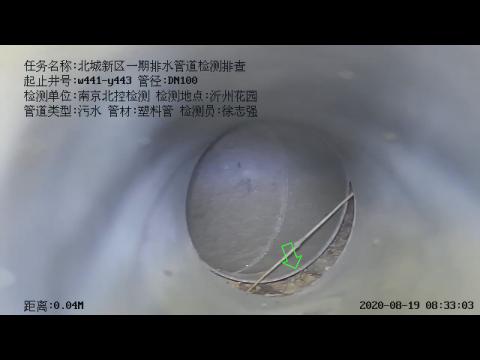 任务名称:北城新区一期排水管道检测排查
起止井号:w441-y443 管径:DN100
检测单位:南京北控检测 检测地点:沂州花园
管道类型:污水 管材:塑料管 检测员:徐志强
距离:0.04M
2020-08-19 08:33:03